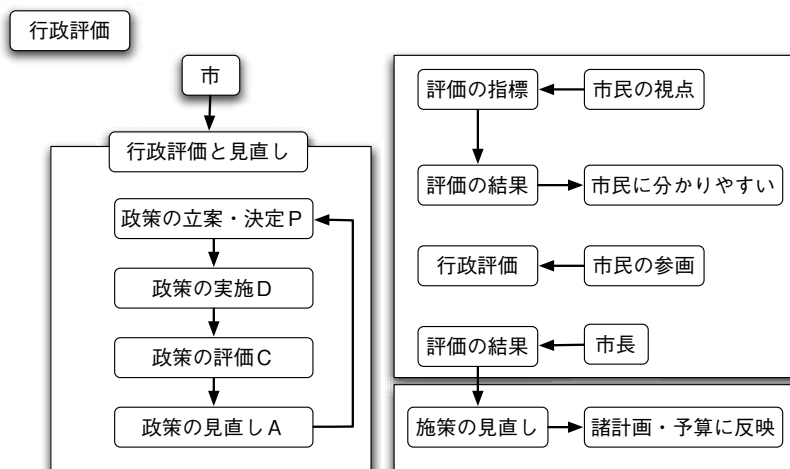 行政評価
市
行政評価と見直し
政策の立案・決定P
政策の実施D
政策の評価C
政策の見直しA
評価の指標
市民の視点
評価の結果
市民に分かりやすい
行政評価
市民の参画
評価の結果
市長
施策の見直し
諸計画・予算に反映